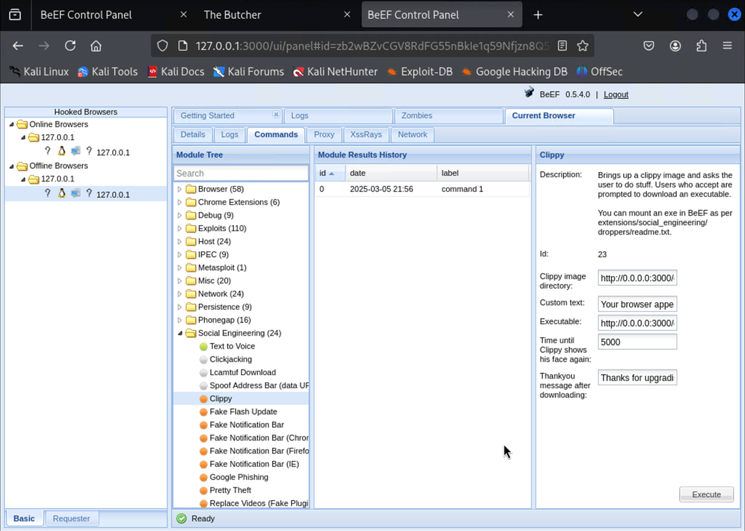 BeEF Control Panel
The Butcher
BeEF Control Panel
127.0.0.1:3000/ui/panel#id=zb2wBZvCGV8RdFG55nBkIe1q59Nfjzn8Q
Kali Linux
Kali Tools
Kali Docs
Kali Forums
Kali NetHunter
Exploit-DB
Google Hacking DB
OffSec
BeEF 0.5.4.0 | Logout
Hooked Browsers
Online Browsers
127.0.0.1
? ? 127.0.0.1
Offline Browsers
127.0.0.1
? ? 127.0.0.1
Basic
Requester
Getting Started
Logs
Zombies
Current Browser
Details
Logs
Commands
Proxy
XssRays
Network
Module Tree
Search
Browser (58)
Chrome Extensions (6)
Debug (9)
Exploits (110)
Host (24)
IPEC (9)
Metasploit (1)
Misc (20)
Network (24)
Persistence (9)
Phonegap (16)
Social Engineering (24)
Text to Voice
Clickjacking
Lcamtuf Download
Spoof Address Bar (data UR
Clippy
Fake Flash Update
Fake Notification Bar
Fake Notification Bar (Chror
Fake Notification Bar (Firefo
Fake Notification Bar (IE)
Google Phishing
Pretty Theft
Replace Videos (Fake Plugi
Module Results History
id date label
0 2025-03-05 21:56 command 1
Clippy
Description:
Brings up a clippy image and asks the
user to do stuff. Users who accept are
prompted to download an executable.
You can mount an exe in BeEF as per
extensions/social_engineering/
droppers/readme.txt.
Id: 23
Clippy image
directory: http://0.0.0.0:3000/
Custom text: Your browser appe
Executable: http://0.0.0.0:3000/
Time until
Clippy shows
his face again: 5000
Thankyou
message after
downloading: Thanks for upgradi
Execute
Ready